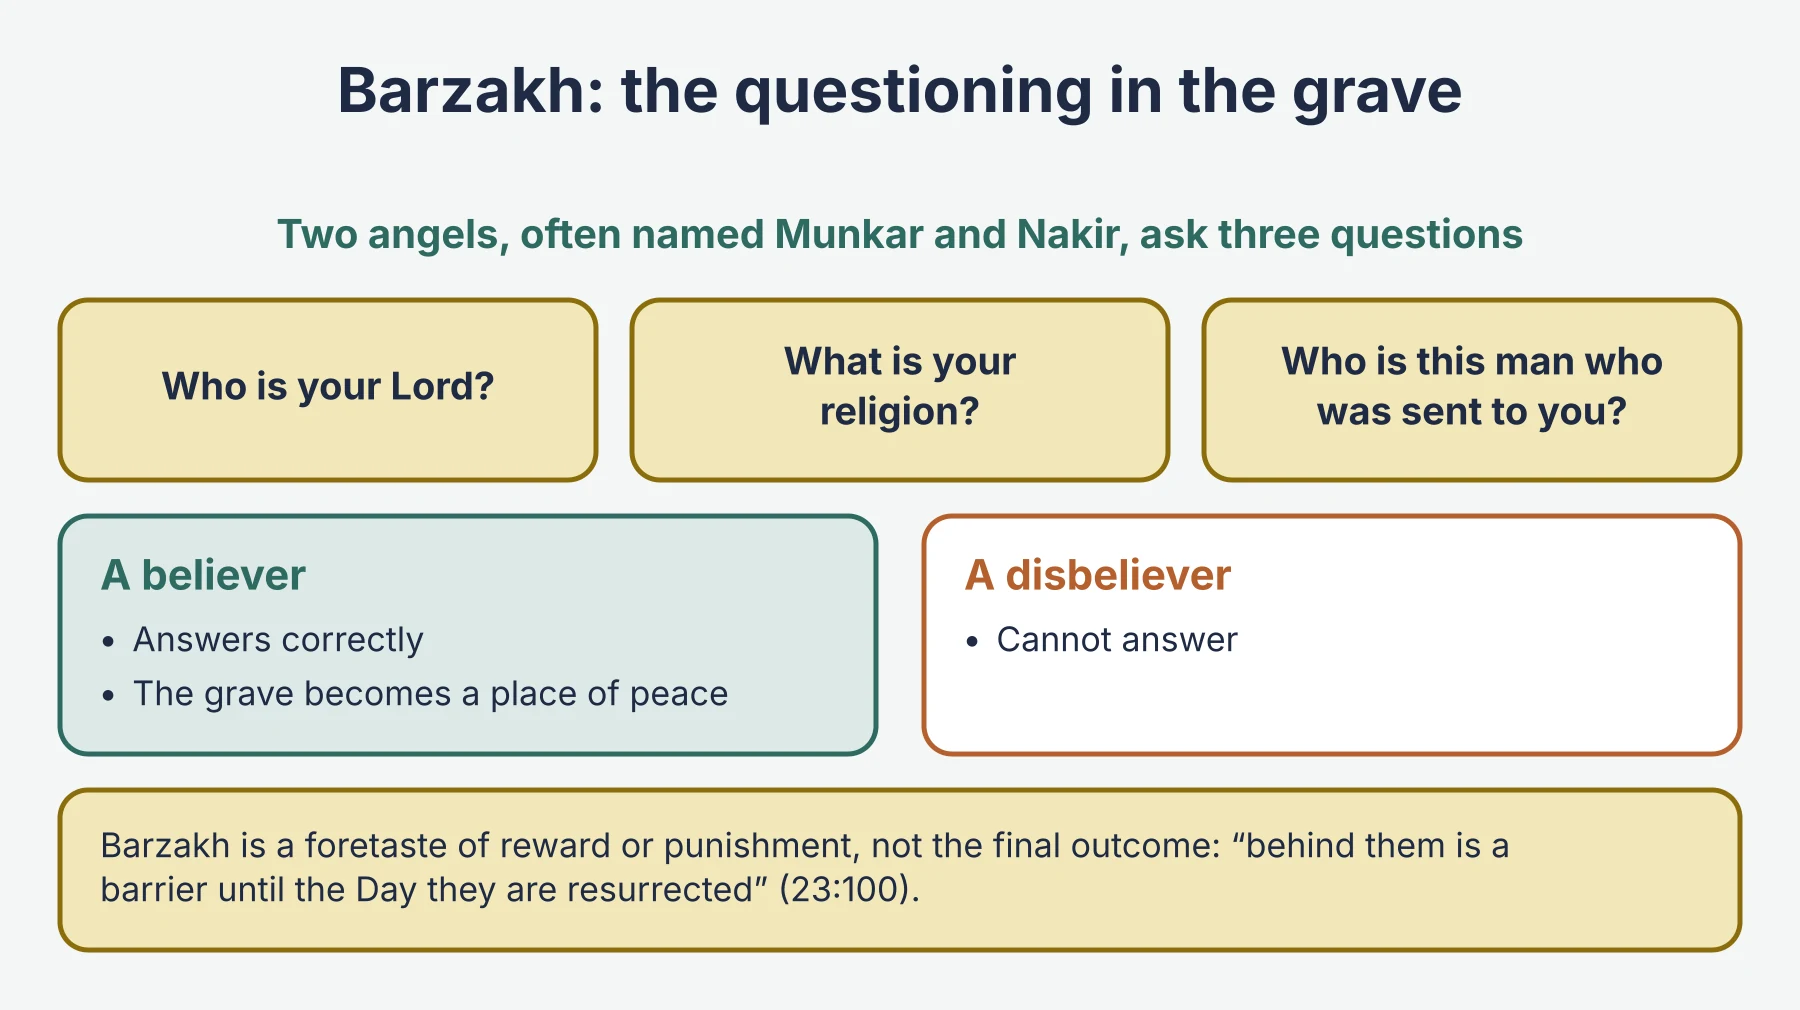 Barzakh: the questioning in the grave
Two angels, often named Munkar and Nakir, ask three questions
Who is your Lord?
What is your
religion?
Who is this man who
was sent to you?
A believer
• Answers correctly
• The grave becomes a place of peace
A disbeliever
• Cannot answer
Barzakh is a foretaste of reward or punishment, not the final outcome: “behind them is a
barrier until the Day they are resurrected” (23:100).